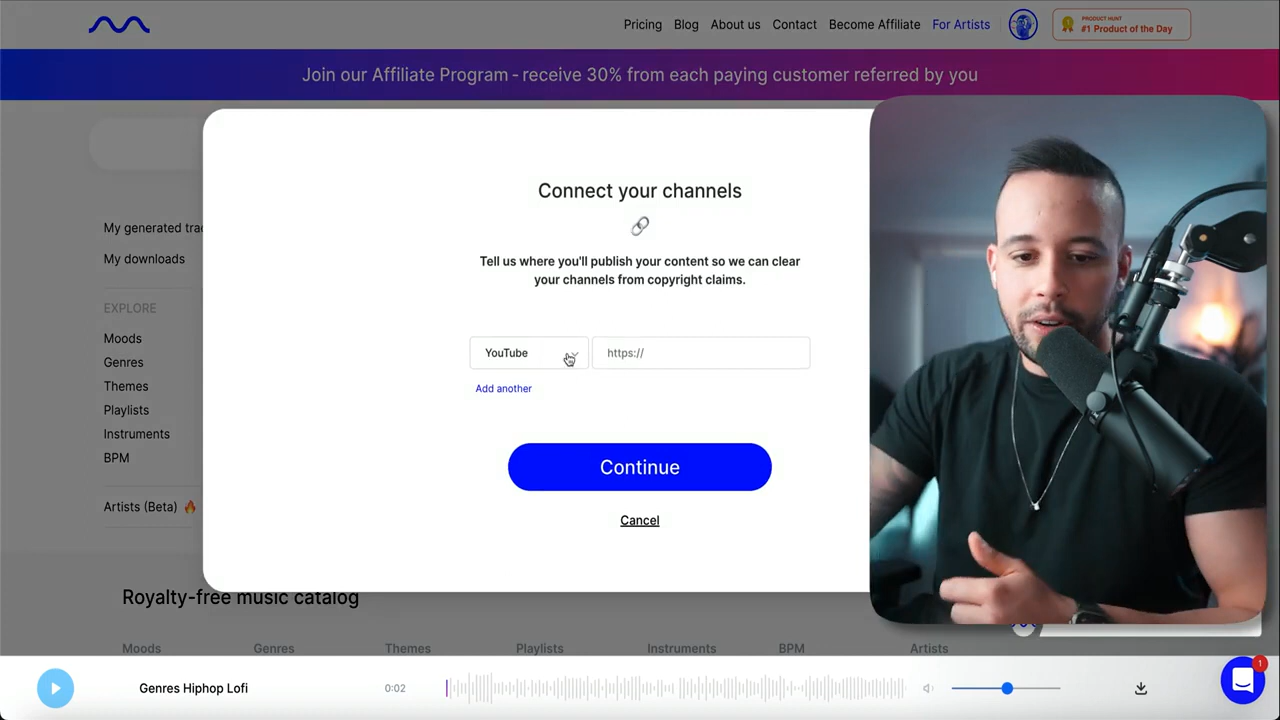 Pricing
Blog
About us
Contact
Become Affiliate
For Artists
PRODUCT HUNT
#1 Product of the Day
Join our Affiliate Program - receive 30% from each paying customer referred by you
Connect your channels
Tell us where you'll publish your content so we can clear
your channels from copyright claims.
YouTube
https://
Add another
Continue
Cancel
My generated trac
My downloads
EXPLORE
Moods
Genres
Themes
Playlists
Instruments
BPM
Artists (Beta)
Royalty-free music catalog
Moods
Genres
Themes
Playlists
Instruments
BPM
Artists
Genres Hiphop Lofi
0:02
1